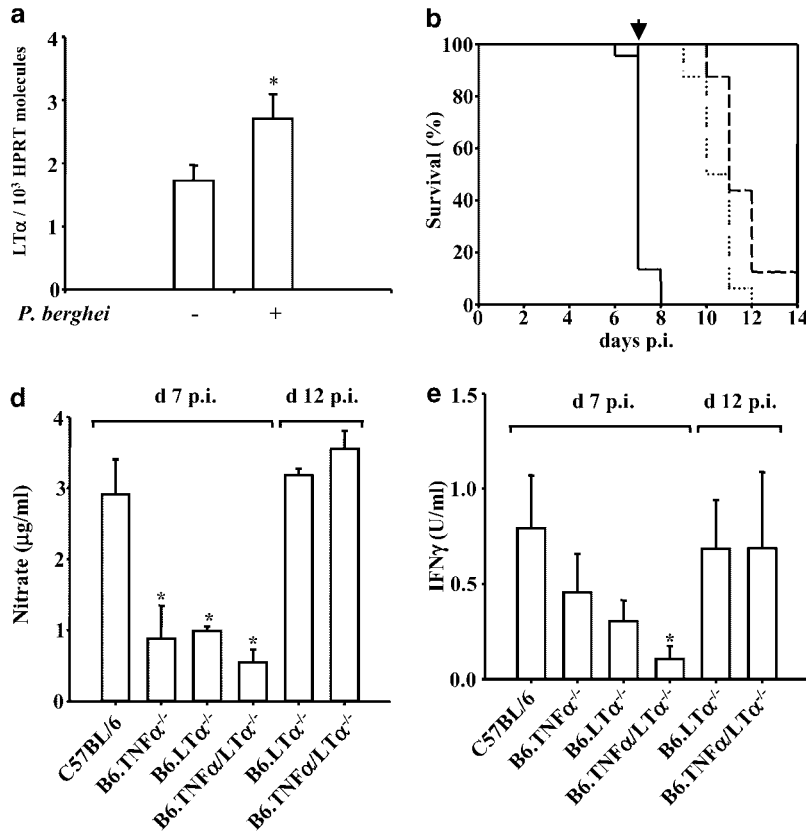 a
LTα / 10³ HPRT molecules
4
3
2
1
0
*
P. berghei - +
b
Survival (%)
100
80
60
40
20
0
0 2 4 6 8 10 12 14
days p.i.
d
d 7 p.i. d 12 p.i.
Nitrate (µg/ml)
4
3
2
1
0
* * *
C57BL/6
B6.TNFα-/-
B6.LTα-/-
B6.TNFα/LTα-/-
B6.LTα-/-
B6.TNFα/LTα-/-
e
d 7 p.i. d 12 p.i.
IFNγ (U/ml)
1.5
1.0
0.5
0.0
*
C57BL/6
B6.TNFα-/-
B6.LTα-/-
B6.TNFα/LTα-/-
B6.LTα-/-
B6.TNFα/LTα-/-